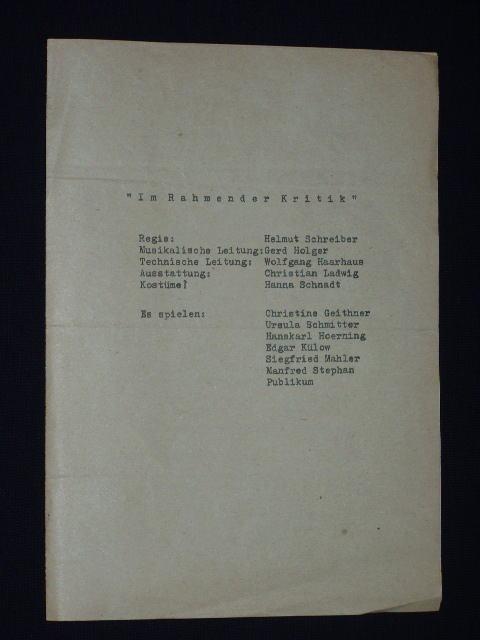 "Im Rahmender Kritik"
Regie: Helmut Schreiber
Musikalische Leitung:Gerd Holger
Technische Leitung: Wolfgang Haarhaus
Ausstattung: Christian Ladwig
Kostüme? Hanna Schnadt
Es spielen: Christine Geithner
Ursula Schmitter
Hanskarl Hoerning
Edgar Külow
Siegfried Mahler
Manfred Stephan
Publikum